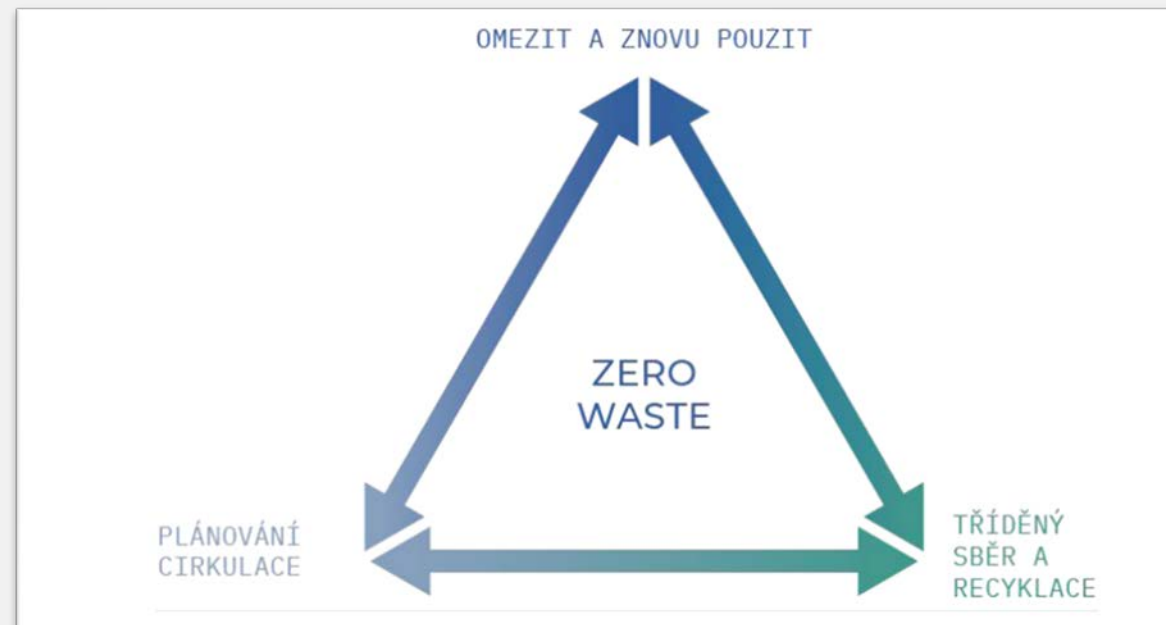 OMEZIT A ZNOVU POUZIT
ZERO
WASTE
PLÁNOVÁNÍ
CIRKULACE
TŘÍDĚNÝ
SBĚR A
RECYKLACE